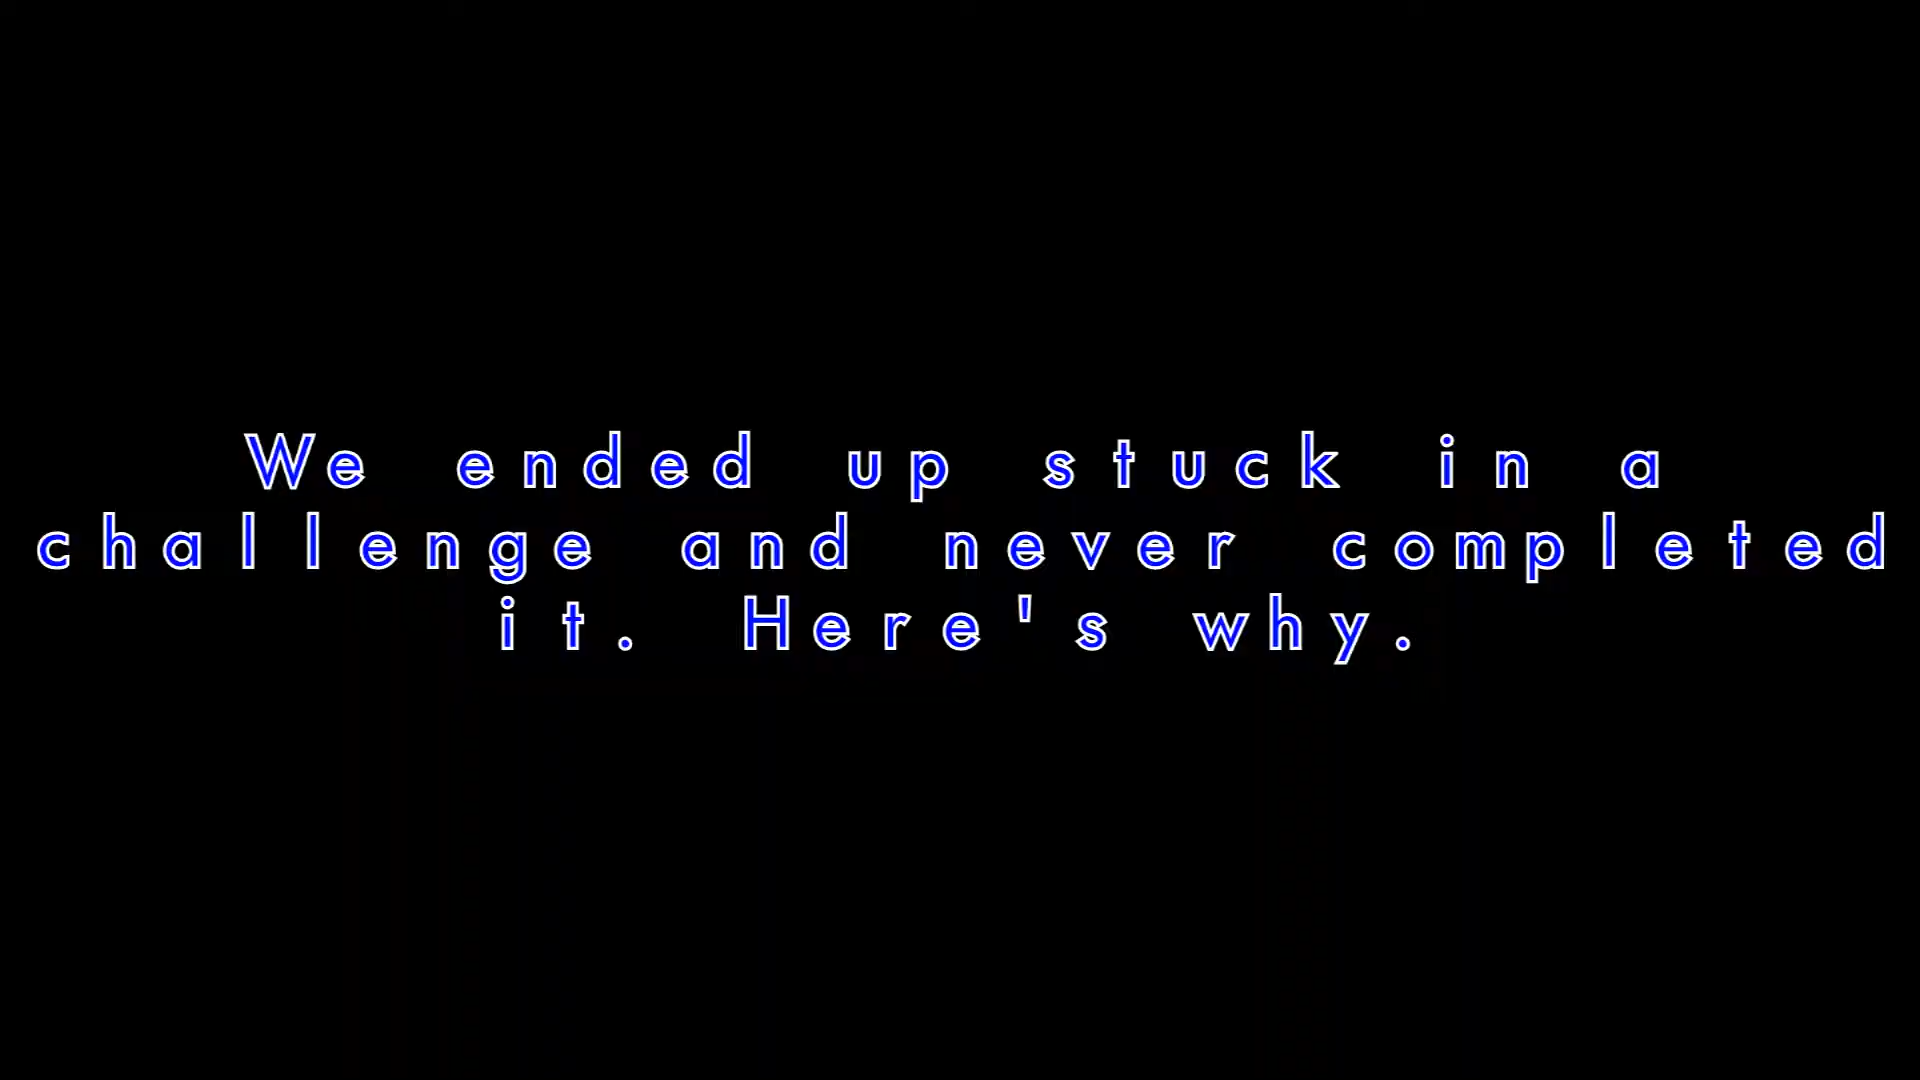 We ended up stuck in a
challenge and never completed
it. Here's why.